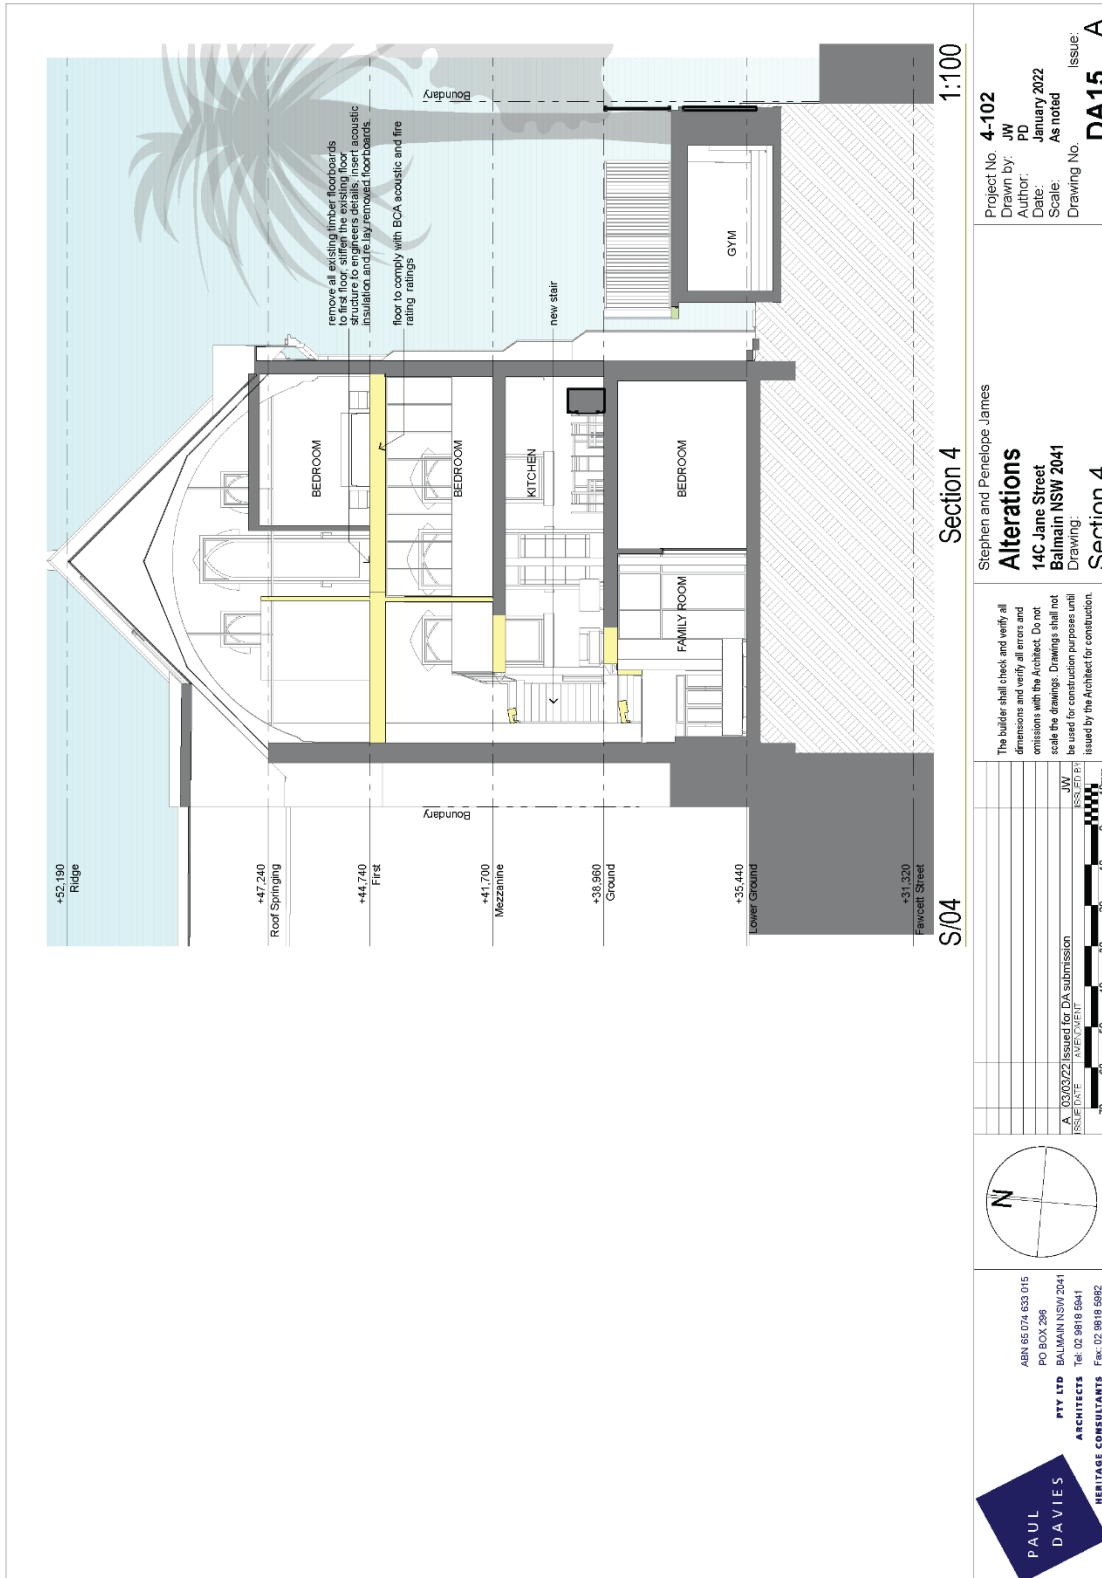 remove all existing timber floorboards
to first floor, stiffen the existing floor
structure to engineers details, insert acoustic
insulation and re lay removed floorboards.
floor to comply with BCA acoustic and fire
rating ratings
new stair
Boundary
Boundary
BEDROOM
BEDROOM
KITCHEN
BEDROOM
FAMILY ROOM
GYM
+52,190
Ridge
+47,240
Roof Springing
+44,740
First
+41,700
Mezzanine
+38,960
Ground
+35,440
Lower Ground
+31,320
Fawcett Street
S/04
Section 4
1:100
PAUL
DAVIES
PTY LTD
ARCHITECTS
HERITAGE CONSULTANTS
ABN 65 074 633 015
PO BOX 296
BALMAIN NSW 2041
Tel: 02 9818 5941
Fax: 02 9818 5982
N
A 03/03/22 Issued for DA submission JW
ISSUE DATE AMENDMENT ISSUED BY
The builder shall check and verify all
dimensions and verify all errors and
omissions with the Architect. Do not
scale the drawings. Drawings shall not
be used for construction purposes until
issued by the Architect for construction.
Stephen and Penelope James
Alterations
14C Jane Street
Balmain NSW 2041
Drawing:
Section 4
Project No. 4-102
Drawn by: JW
Author: PD
Date: January 2022
Scale: As noted
Drawing No. Issue:
DA15 A